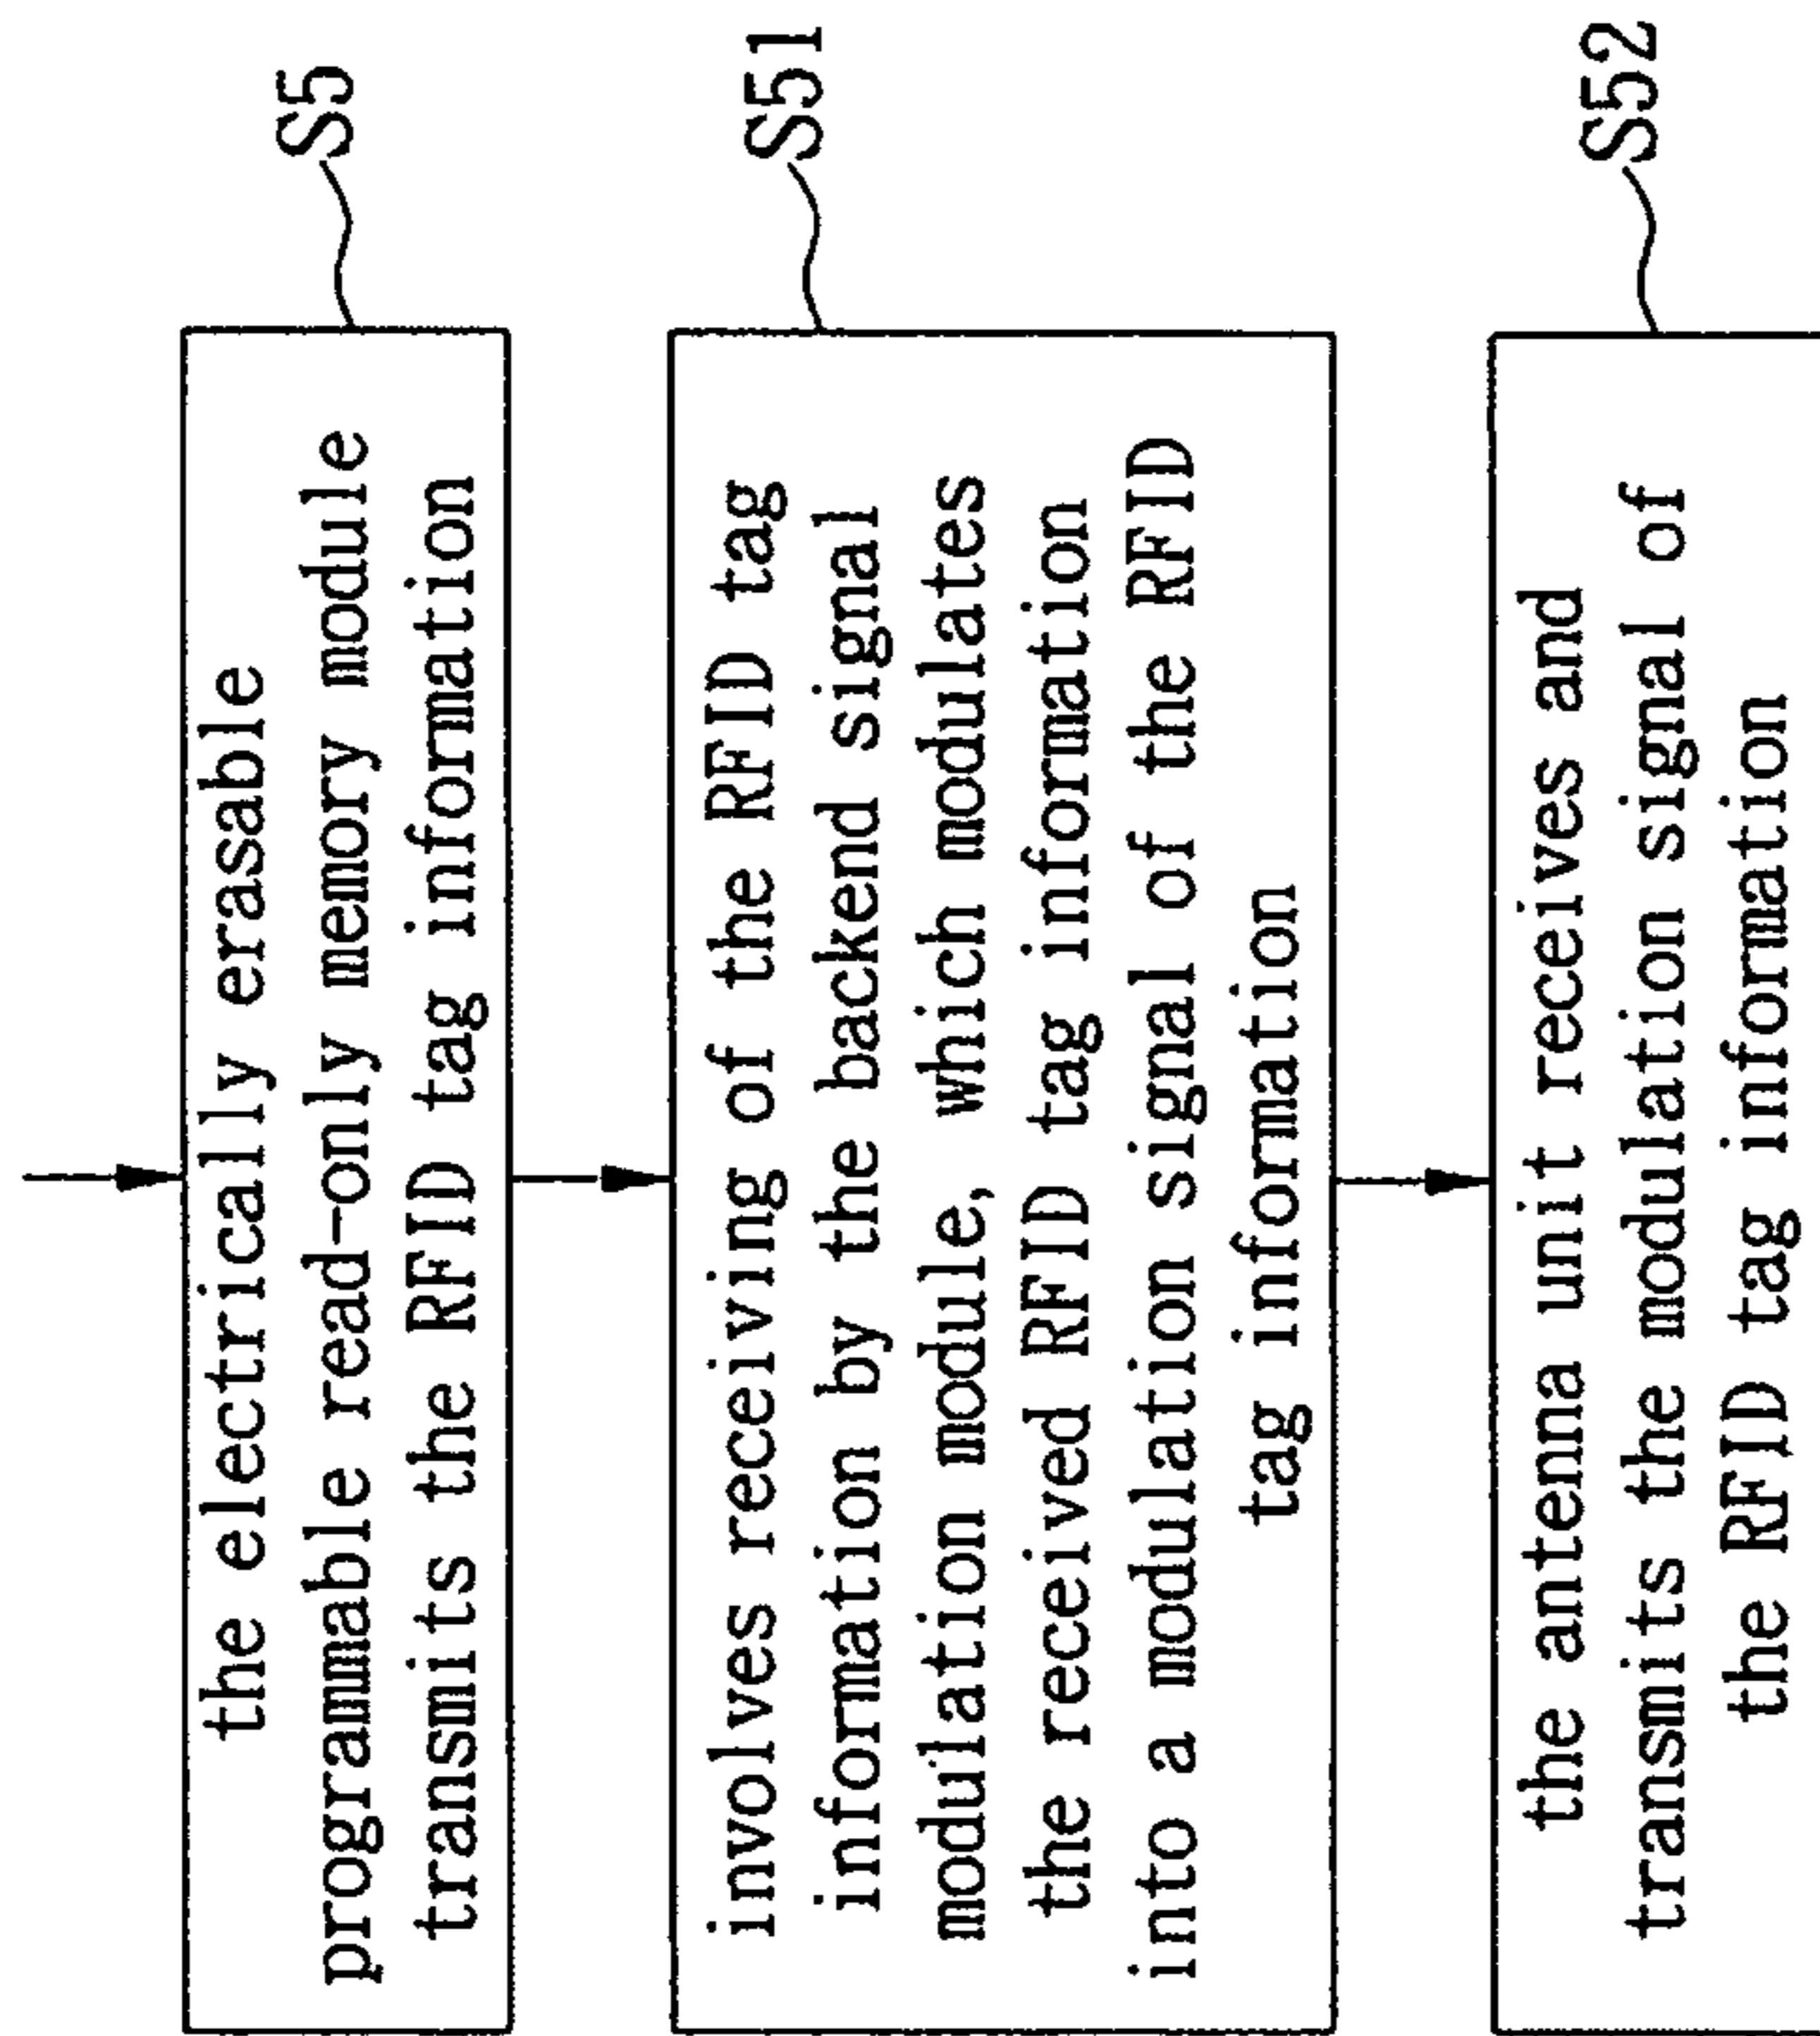 the electrically erasable
programmable read-only memory module
transmits the RFID tag information
S5
involves receiving of the RFID tag
information by the backend signal
modulation module, which modulates
the received RFID tag information
into a modulation signal of the RFID
tag information
S51
the antenna unit receives and
transmits the modulation signal of
the RFID tag information
S52